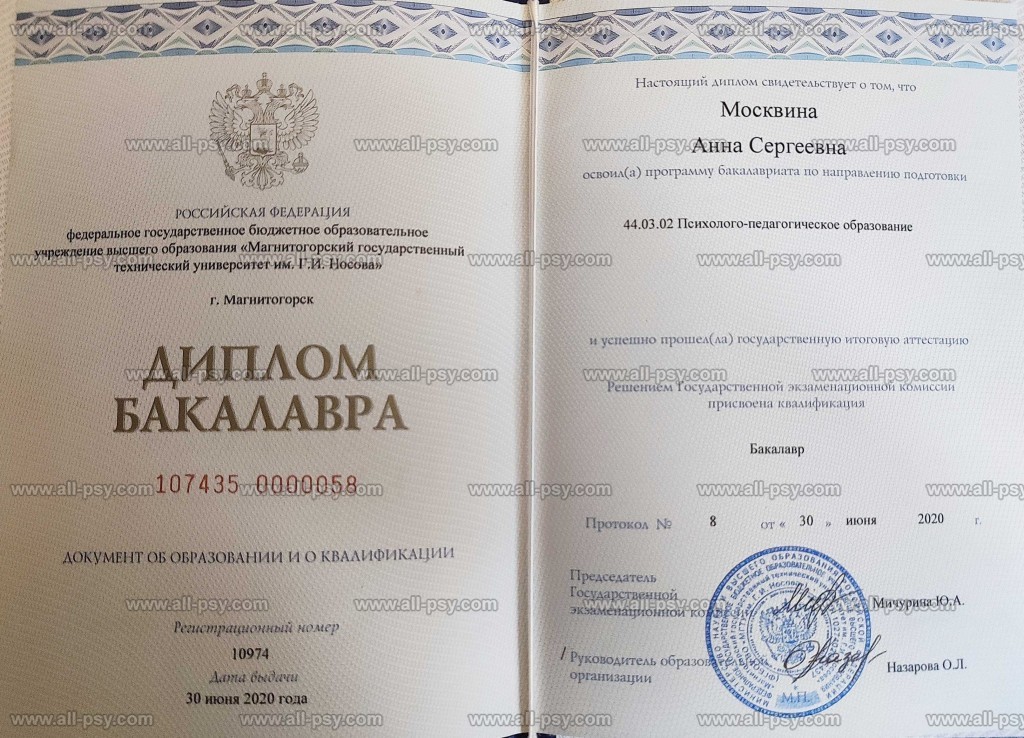 РОССИЙСКАЯ ФЕДЕРАЦИЯ
федеральное государственное бюджетное образовательное
учреждение высшего образования «Магнитогорский государственный
технический университет им. Г.И. Носова»
г. Магнитогорск
ДИПЛОМ
БАКАЛАВРА
107435 0000058
ДОКУМЕНТ ОБ ОБРАЗОВАНИИ И О КВАЛИФИКАЦИИ
Регистрационный номер
10974
Дата выдачи
30 июня 2020 года
Настоящий диплом свидетельствует о том, что
Москвина
Анна Сергеевна
освоил(а) программу бакалавриата по направлению подготовки
44.03.02 Психолого-педагогическое образование
и успешно прошел(ла) государственную итоговую аттестацию
Решением Государственной экзаменационной комиссии
присвоена квалификация
Бакалавр
Протокол № 8 от « 30 » июня 2020 г.
Председатель
Государственной
экзаменационной комиссии
Мичурина Ю.А.
/ Руководитель образовательной
организации
Назарова О.Л.
М.П.
www.all-psy.com